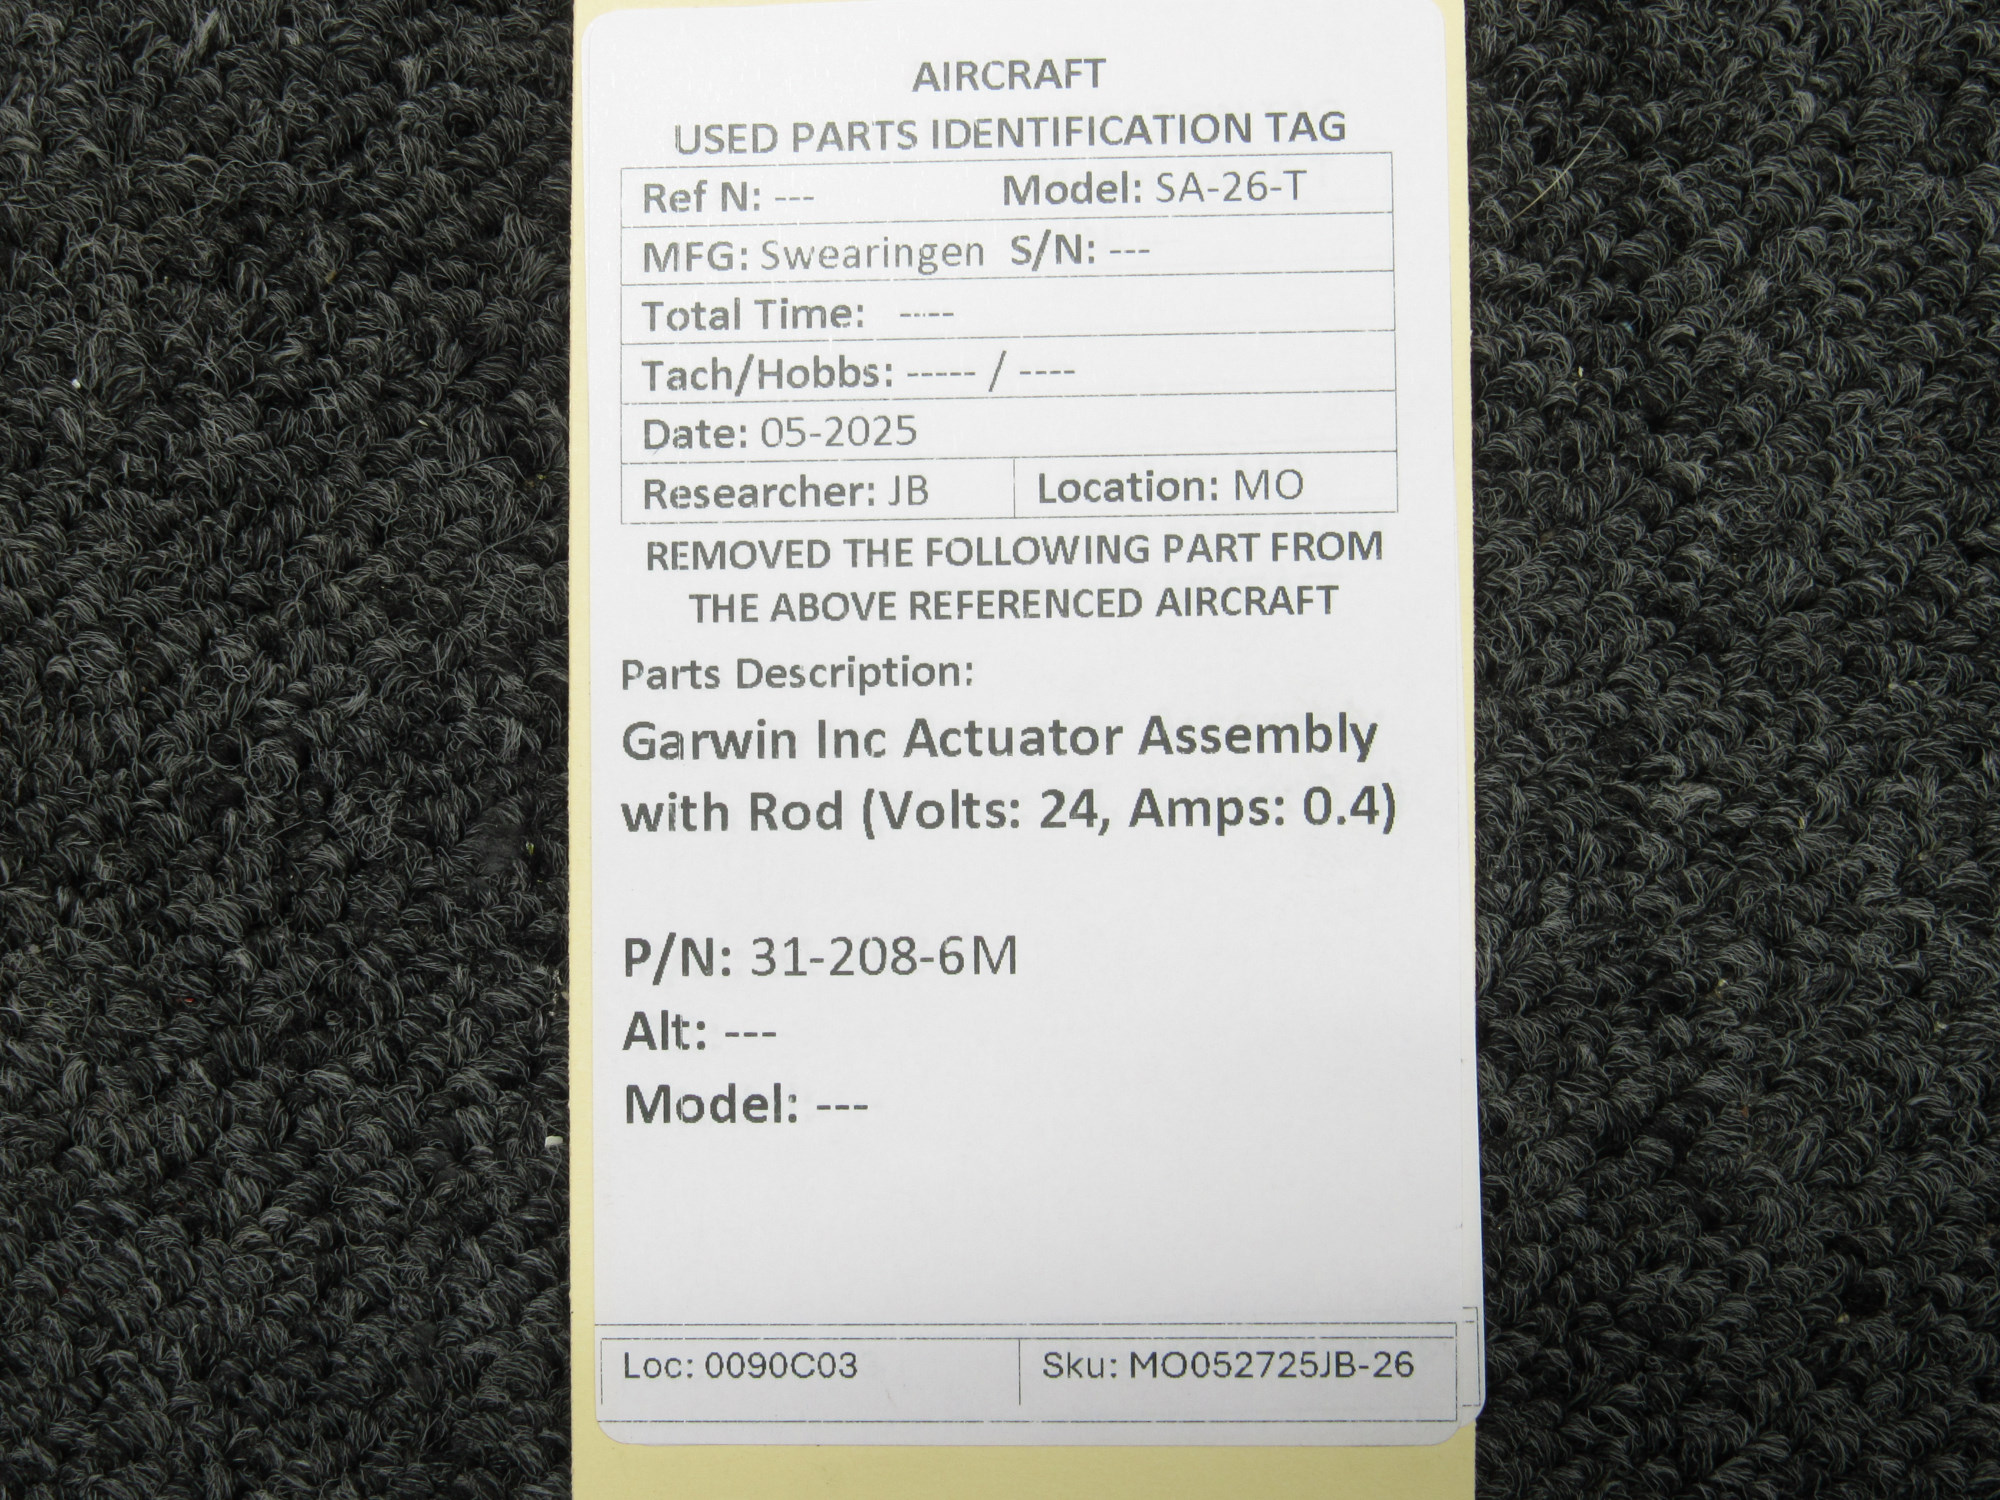 AIRCRAFT
USED PARTS IDENTIFICATION TAG
Ref N: --- Model: SA-26-T
MFG: Swearingen S/N: ---
Total Time: ----
Tach/Hobbs: ----- / ----
Date: 05-2025
Researcher: JB Location: MO
REMOVED THE FOLLOWING PART FROM
THE ABOVE REFERENCED AIRCRAFT
Parts Description:
Garwin Inc Actuator Assembly
with Rod (Volts: 24, Amps: 0.4)
P/N: 31-208-6M
Alt: ---
Model: ---
Loc: 0090C03 Sku: MO052725JB-26